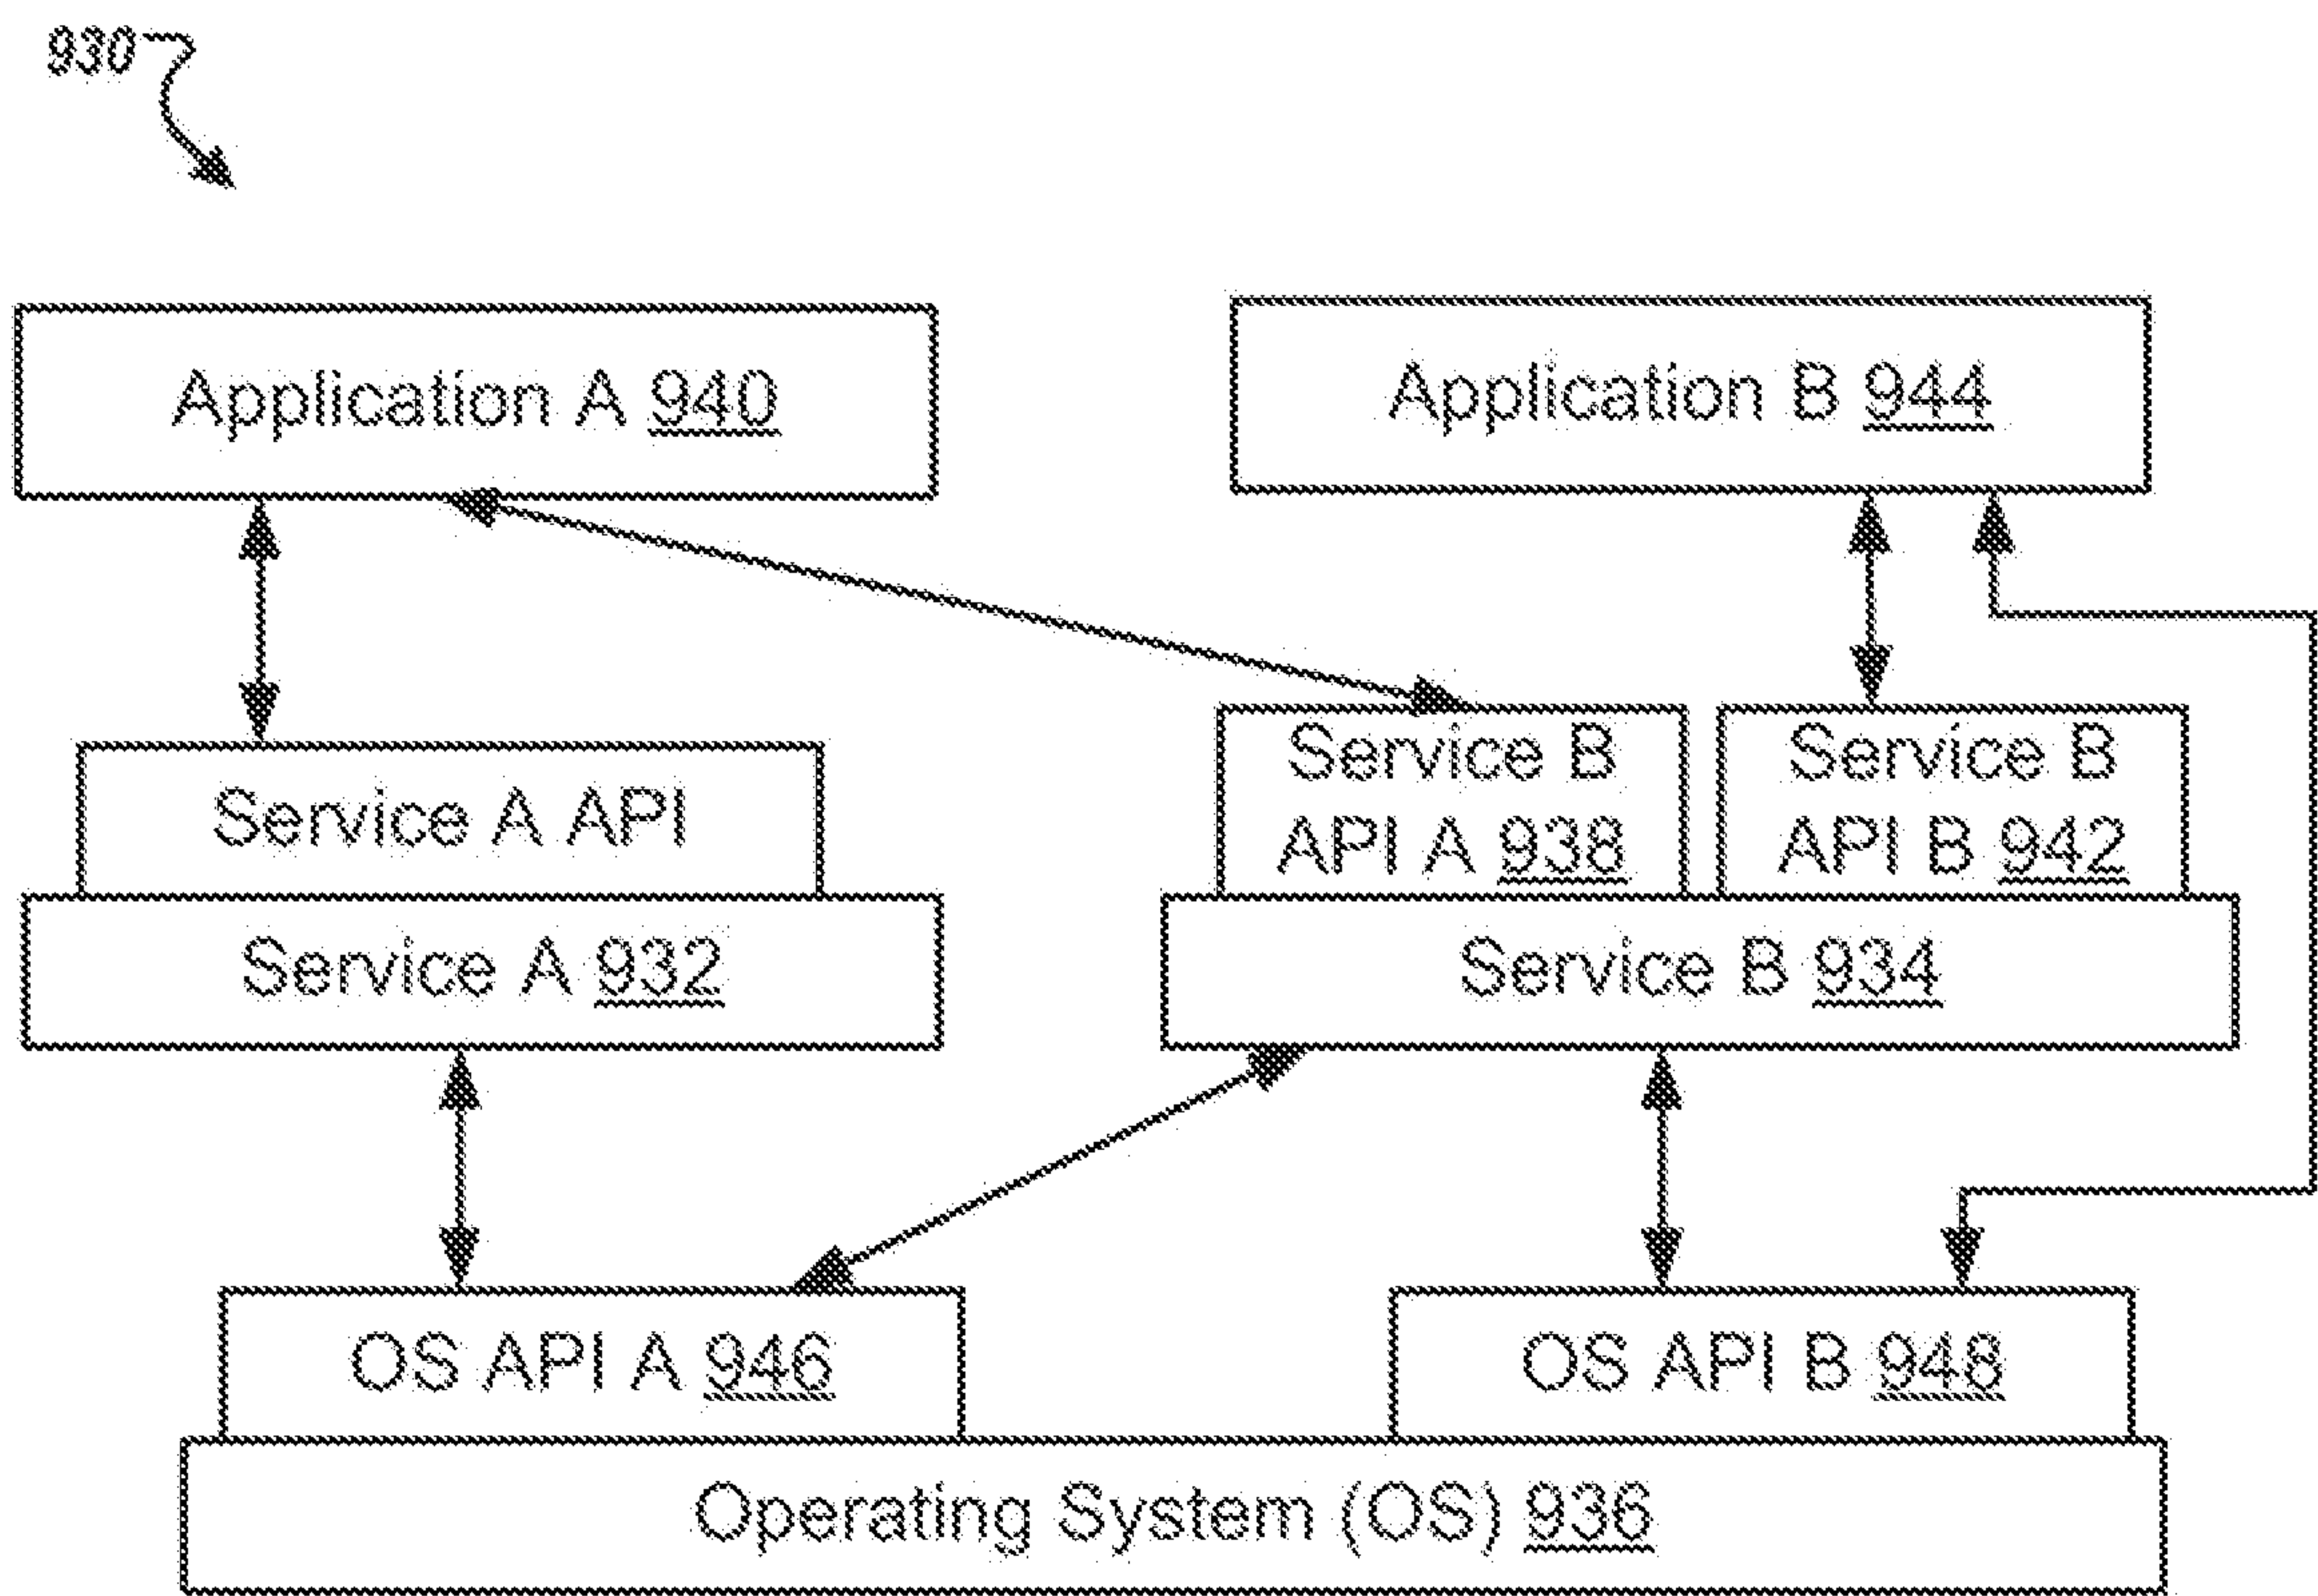 930
Application A 940
Application B 944
Service A API
Service B
API A 938
Service B
API B 942
Service A 932
Service B 934
OS API A 946
OS API B 948
Operating System (OS) 936